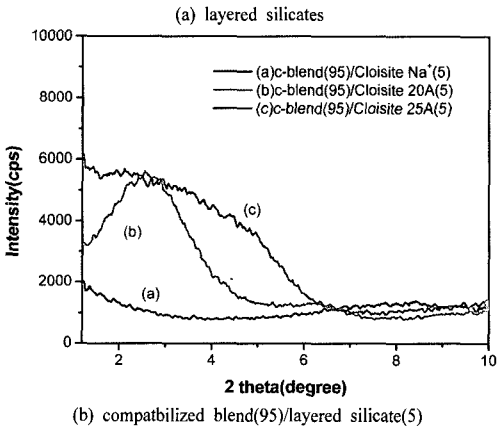 (a) layered silicates
10000
8000
6000
4000
2000
0
Intensity(cps)
(a)c-blend(95)/Cloisite Na⁺(5)
(b)c-blend(95)/Cloisite 20A(5)
(c)c-blend(95)/Cloisite 25A(5)
(c)
(b)
(a)
2 4 6 8 10
2 theta(degree)
(b) compatbilized blend(95)/layered silicate(5)